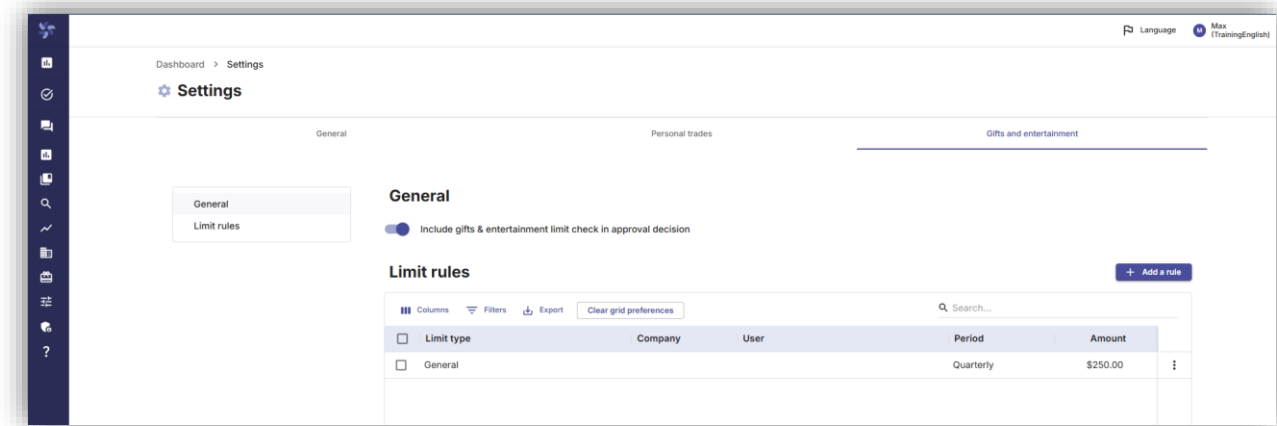 Language
M
Max
(TrainingEnglish)
Dashboard > Settings
Settings
General
Personal trades
Gifts and entertainment
General
Limit rules
General
Include gifts & entertainment limit check in approval decision
Limit rules
+ Add a rule
Columns
Filters
Export
Clear grid preferences
Search...
Limit type
Company
User
Period
Amount
General
Quarterly
$250.00
?